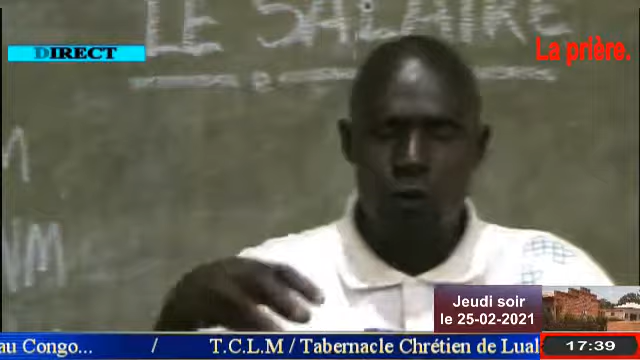 LE SALAIRE
DIRECT
La prière.
NM
Jeudi soir
le 25-02-2021
au Congo... / T.C.L.M / Tabernacle Chrétien de Lual
17:39